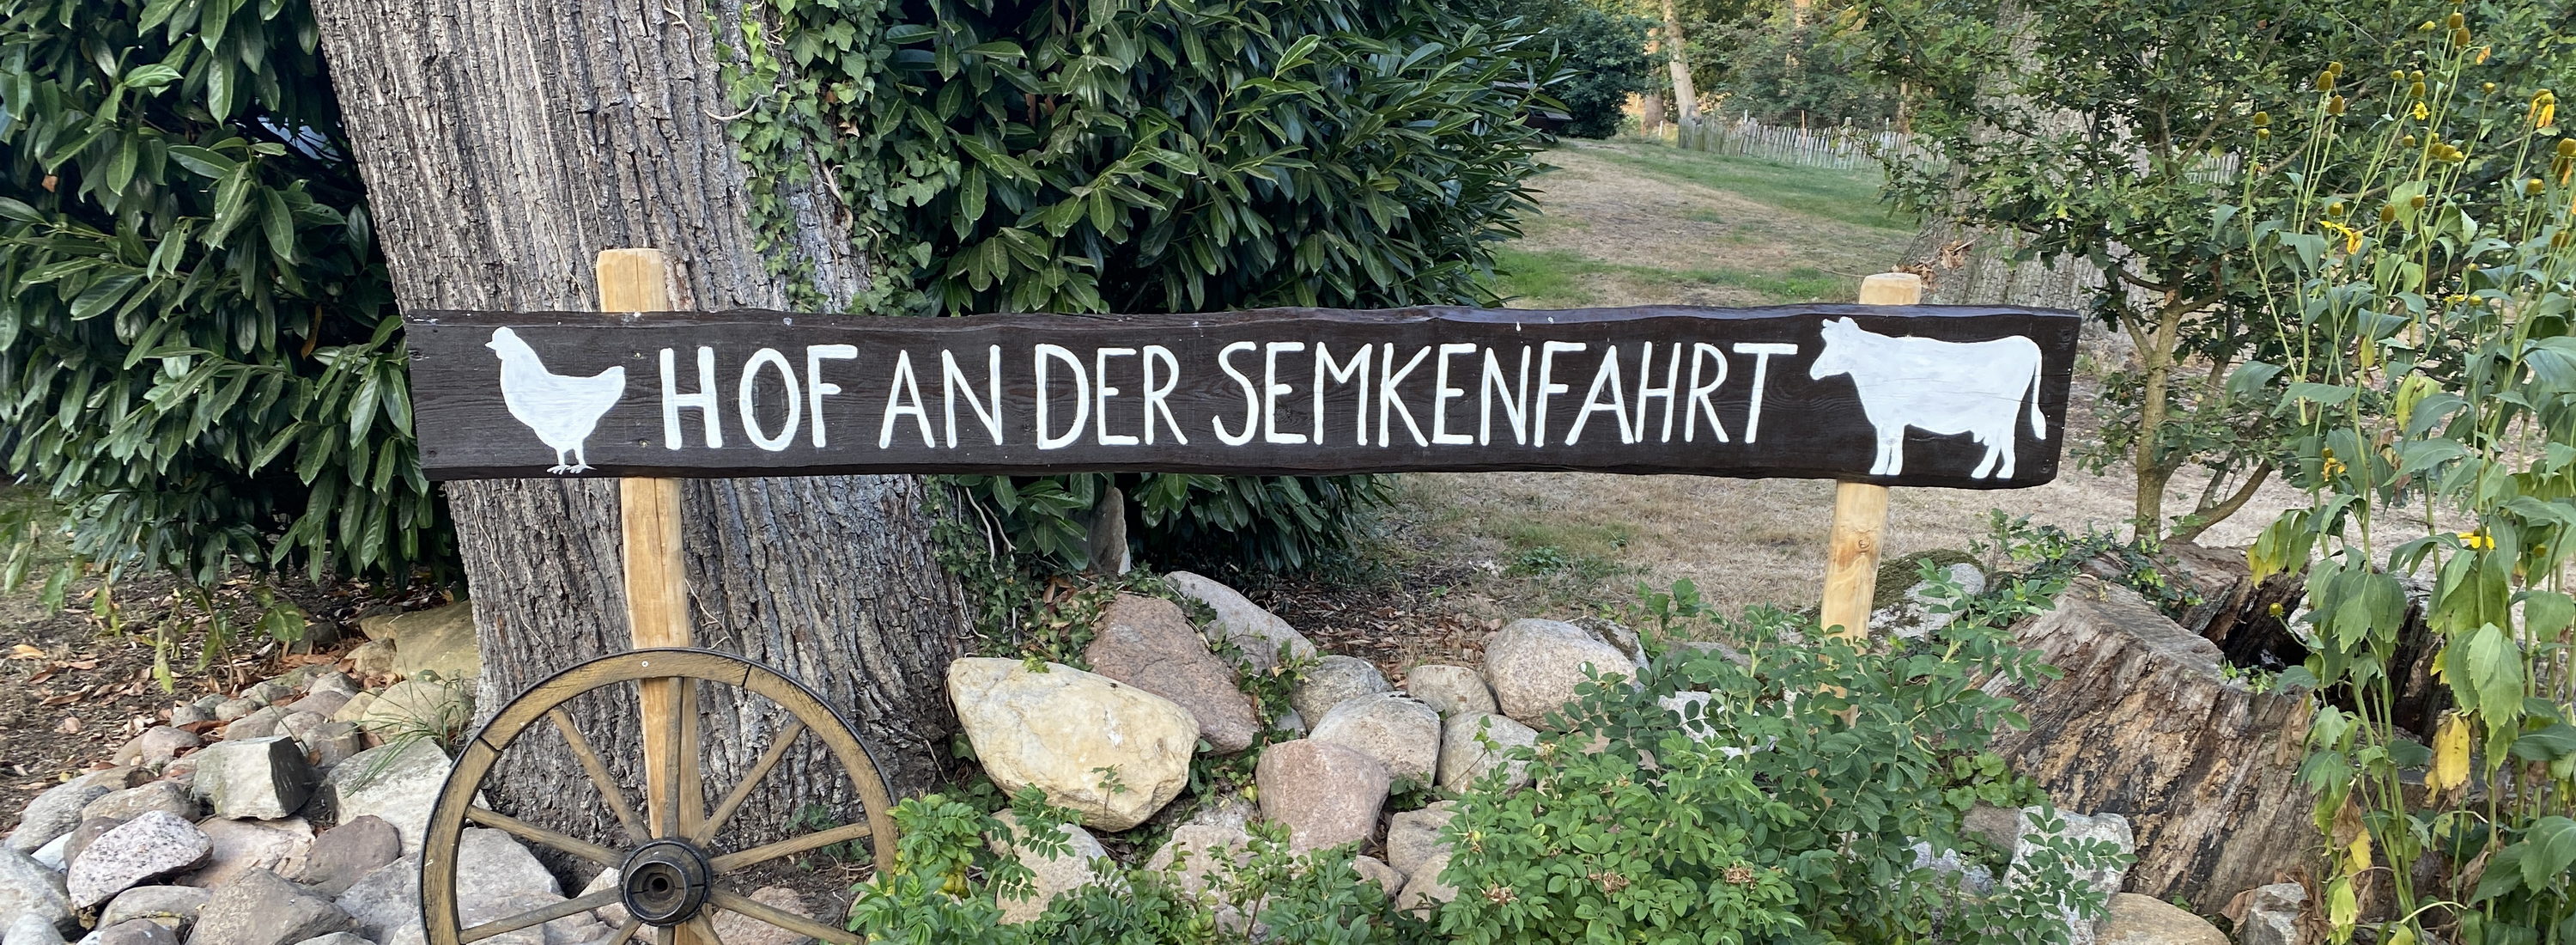 HOF AN DER SEMKENFAHRT